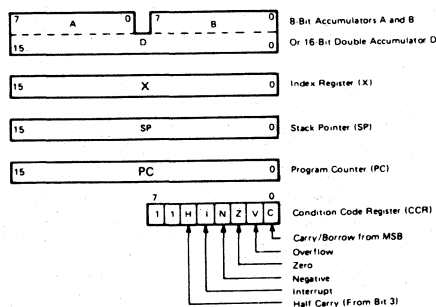 7 A 0 7 B 0 8-Bit Accumulators A and B
15 D 0 Or 16-Bit Double Accumulator D
15 X 0 Index Register (X)
15 SP 0 Stack Pointer (SP)
15 PC 0 Program Counter (PC)
7 0
1 1 H I N Z V C Condition Code Register (CCR)
Carry/Borrow from MSB
Overflow
Zero
Negative
Interrupt
Half Carry (From Bit 3)